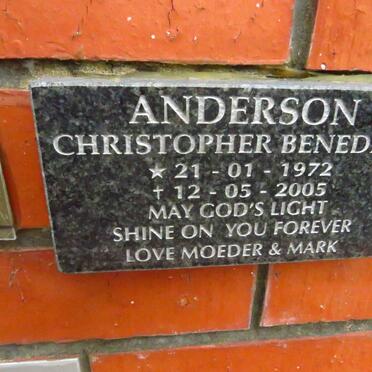 ANDERSON
CHRISTOPHER BENED
★ 21 - 01 - 1972
✝ 12 - 05 - 2005
MAY GOD'S LIGHT
SHINE ON YOU FOREVER
LOVE MOEDER & MARK